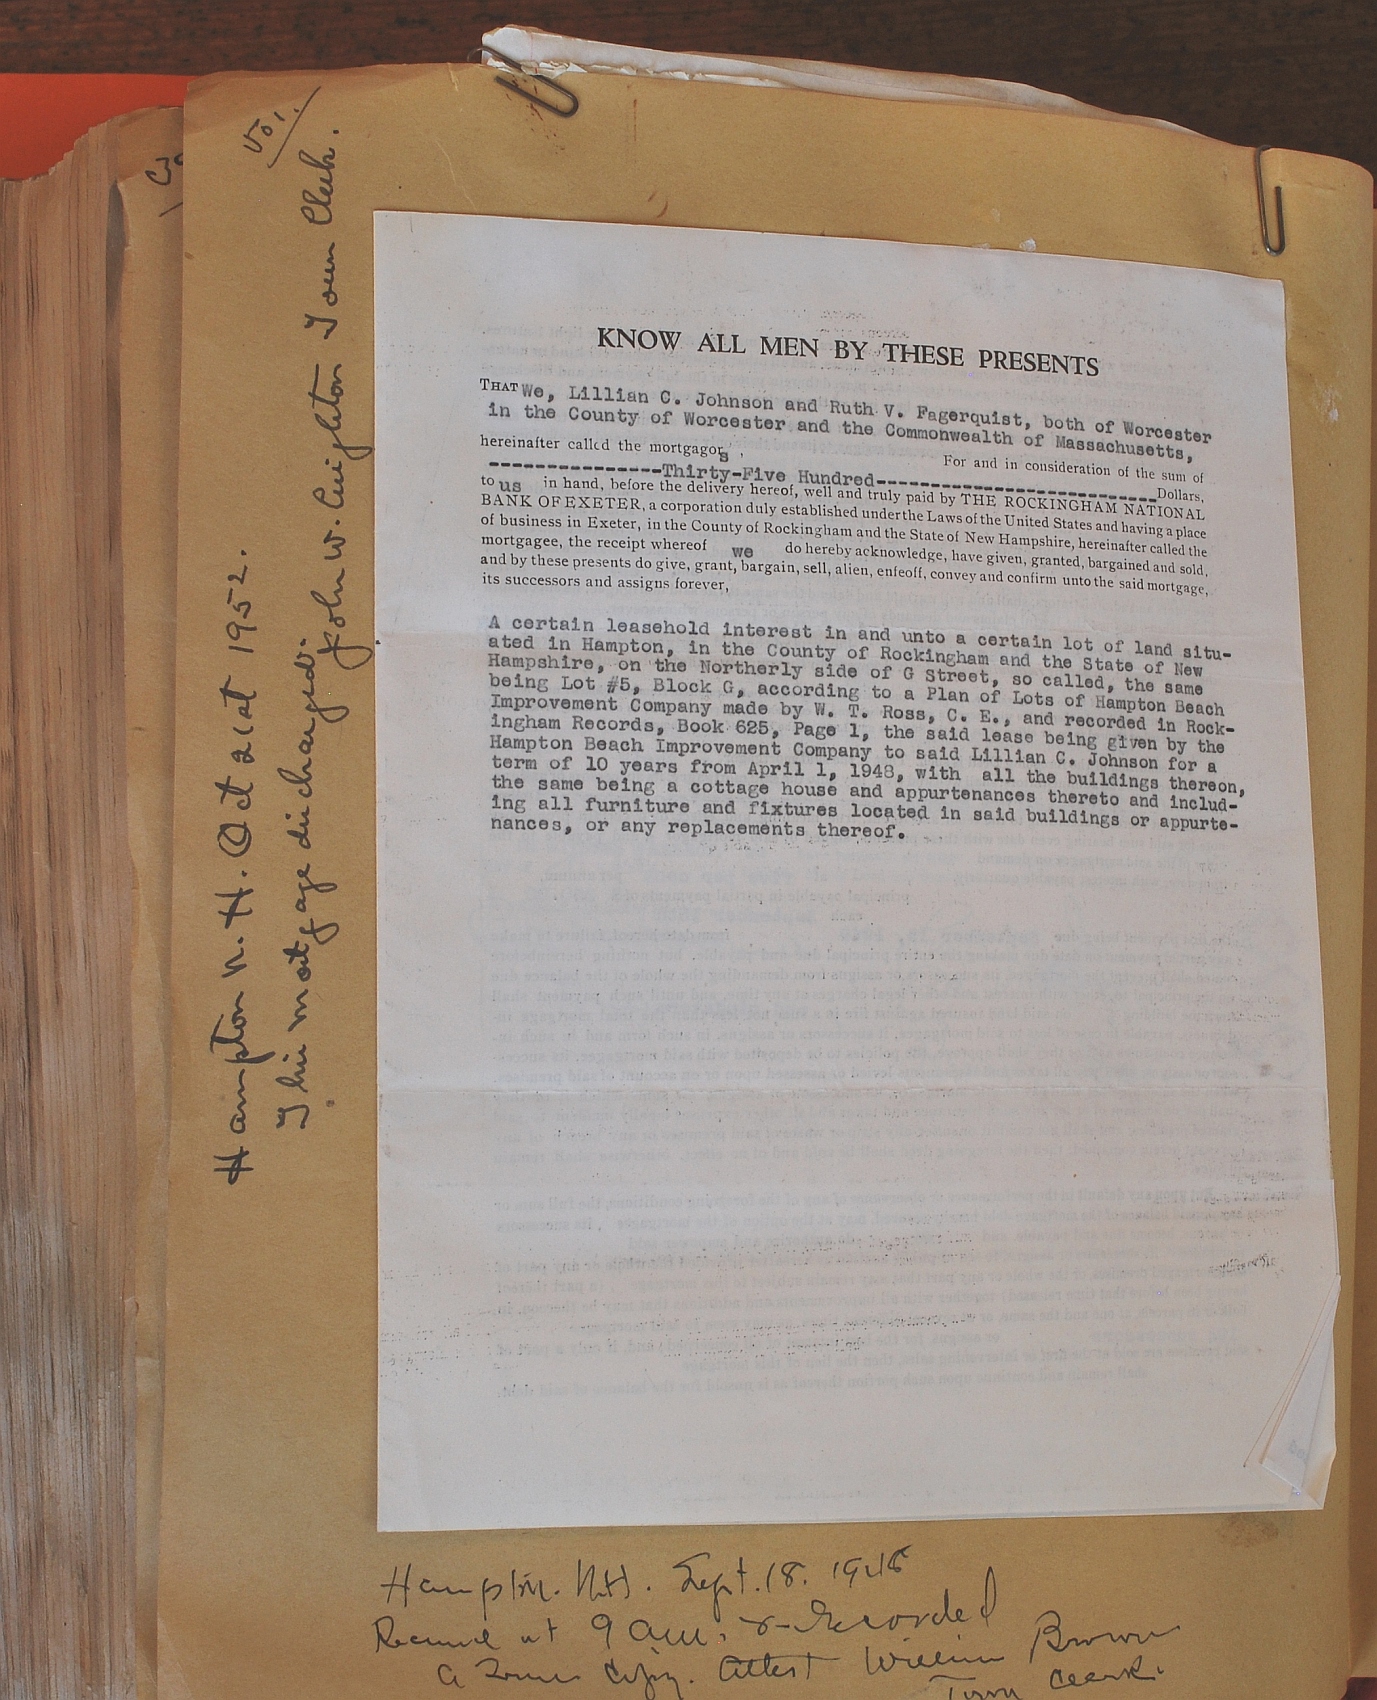 Vol.
Hampton N. H. Oct 21st 1952.
This mortgage discharged.
John W. Creighton Town Clerk.
KNOW ALL MEN BY THESE PRESENTS
THAT We, Lillian C. Johnson and Ruth V. Fagerquist, both of Worcester
in the County of Worcester and the Commonwealth of Massachusetts,
hereinafter called the mortgagors, For and in consideration of the sum of
---------------Thirty-Five Hundred------------------------- Dollars,
to us in hand, before the delivery hereof, well and truly paid by THE ROCKINGHAM NATIONAL
BANK OF EXETER, a corporation duly established under the Laws of the United States and having a place
of business in Exeter, in the County of Rockingham and the State of New Hampshire, hereinafter called the
mortgagee, the receipt whereof we do hereby acknowledge, have given, granted, bargained and sold,
and by these presents do give, grant, bargain, sell, alien, enfeoff, convey and confirm unto the said mortgage,
its successors and assigns forever,
A certain leasehold interest in and unto a certain lot of land situ-
ated in Hampton, in the County of Rockingham and the State of New
Hampshire, on the Northerly side of G Street, so called, the same
being Lot #5, Block G, according to a Plan of Lots of Hampton Beach
Improvement Company made by W. T. Ross, C. E., and recorded in Rock-
ingham Records, Book 625, Page 1, the said lease being given by the
Hampton Beach Improvement Company to said Lillian C. Johnson for a
term of 10 years from April 1, 1948, with all the buildings thereon,
the same being a cottage house and appurtenances thereto and includ-
ing all furniture and fixtures located in said buildings or appurte-
nances, or any replacements thereof.
Hampton. N.H. Sept. 18. 1948
Received at 9 a.m. & Recorded
A True Copy. Attest William Brown
Town Clerk.